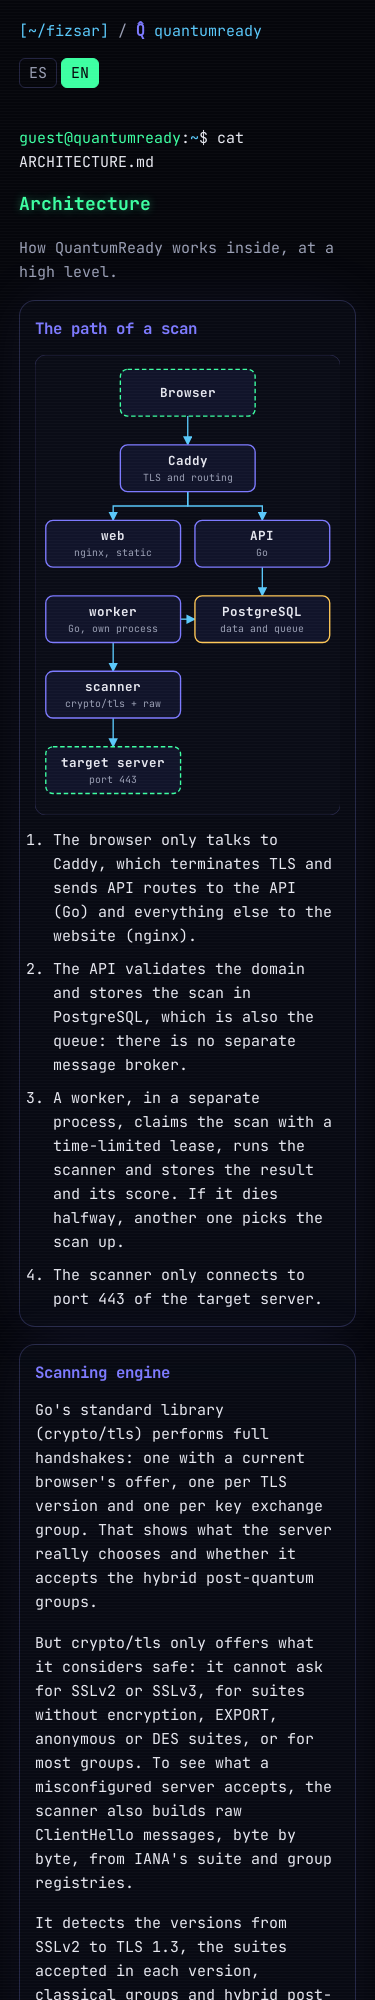 [~/fizsar] / Q̂ quantumready
ES EN
guest@quantumready:~$ cat
ARCHITECTURE.md
Architecture
How QuantumReady works inside, at a
high level.
The path of a scan
Browser
Caddy
TLS and routing
web
nginx, static
API
Go
worker
Go, own process
PostgreSQL
data and queue
scanner
crypto/tls + raw
target server
port 443
1. The browser only talks to
Caddy, which terminates TLS and
sends API routes to the API
(Go) and everything else to the
website (nginx).
2. The API validates the domain
and stores the scan in
PostgreSQL, which is also the
queue: there is no separate
message broker.
3. A worker, in a separate
process, claims the scan with a
time-limited lease, runs the
scanner and stores the result
and its score. If it dies
halfway, another one picks the
scan up.
4. The scanner only connects to
port 443 of the target server.
Scanning engine
Go's standard library
(crypto/tls) performs full
handshakes: one with a current
browser's offer, one per TLS
version and one per key exchange
group. That shows what the server
really chooses and whether it
accepts the hybrid post-quantum
groups.
But crypto/tls only offers what
it considers safe: it cannot ask
for SSLv2 or SSLv3, for suites
without encryption, EXPORT,
anonymous or DES suites, or for
most groups. To see what a
misconfigured server accepts, the
scanner also builds raw
ClientHello messages, byte by
byte, from IANA's suite and group
registries.
It detects the versions from
SSLv2 to TLS 1.3, the suites
accepted in each version,
classical groups and hybrid post-